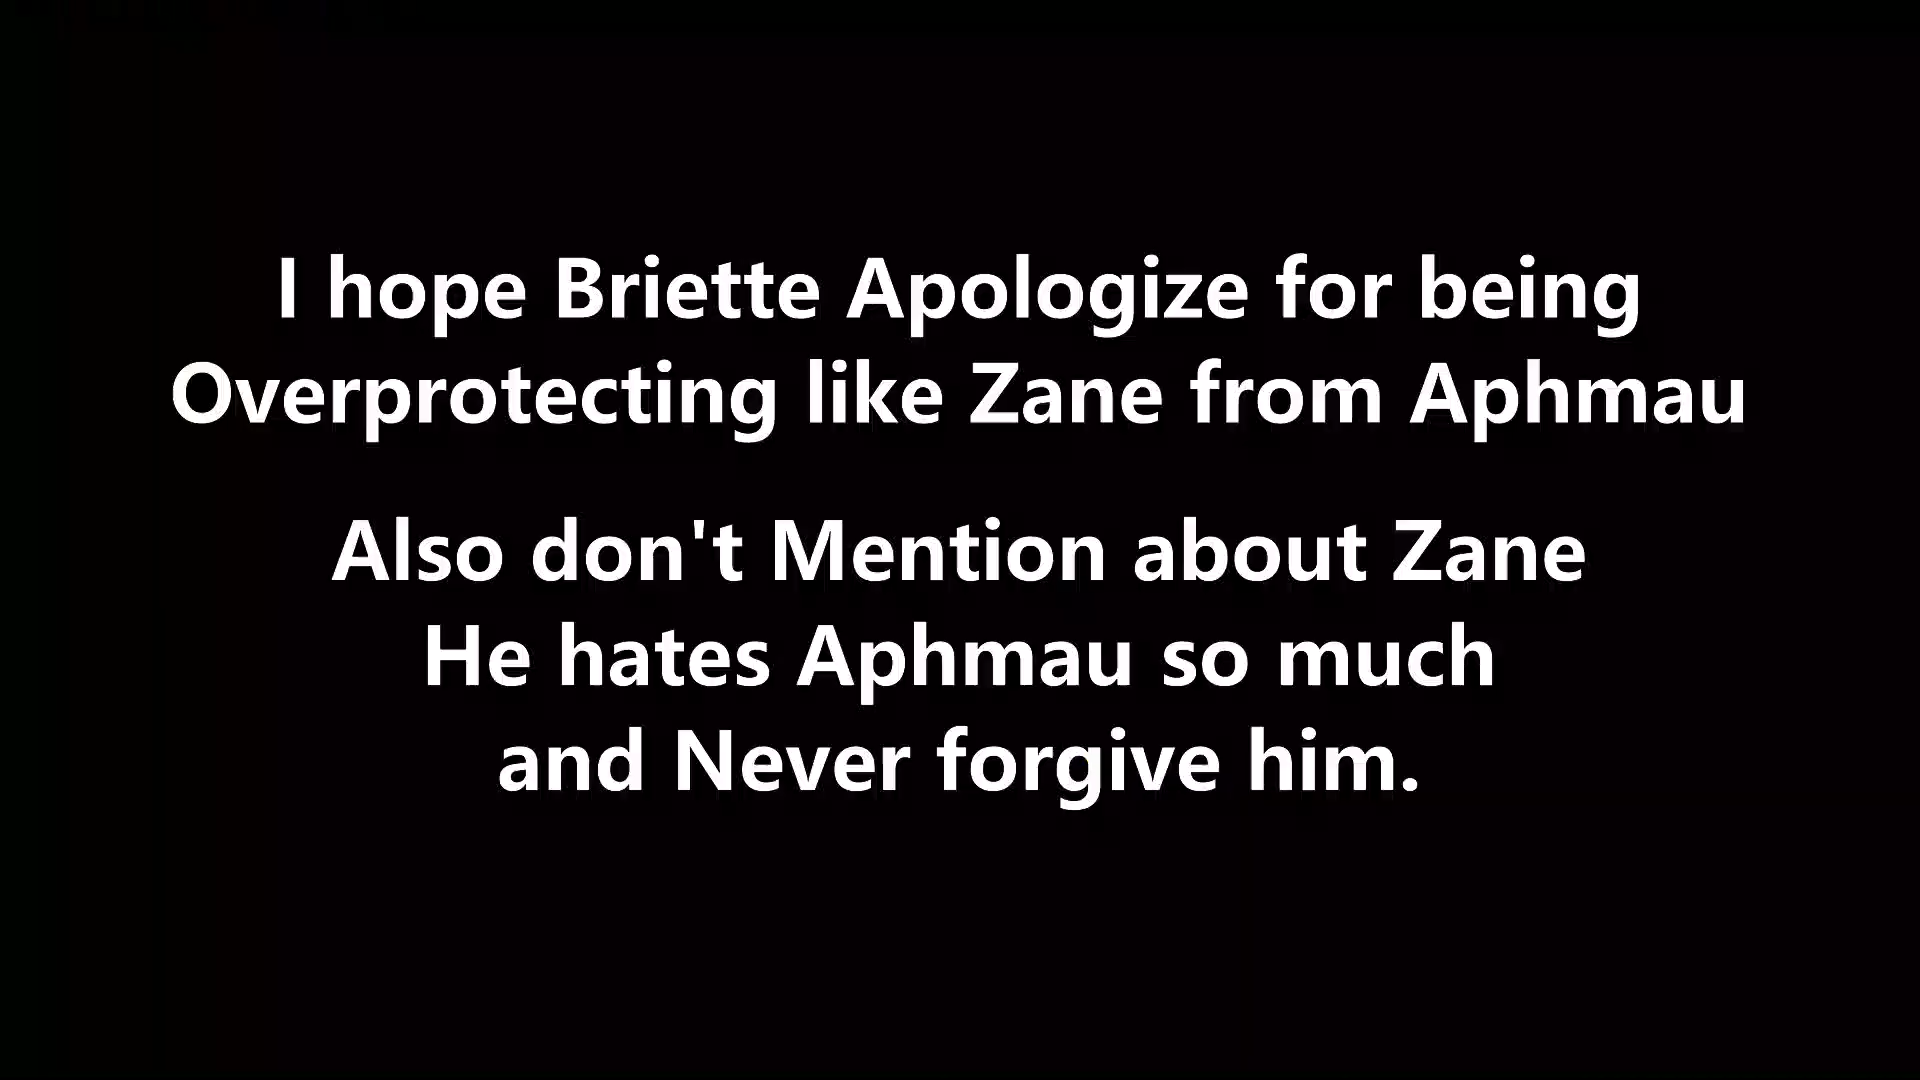 I hope Briette Apologize for being
Overprotecting like Zane from Aphmau
Also don't Mention about Zane
He hates Aphmau so much
and Never forgive him.